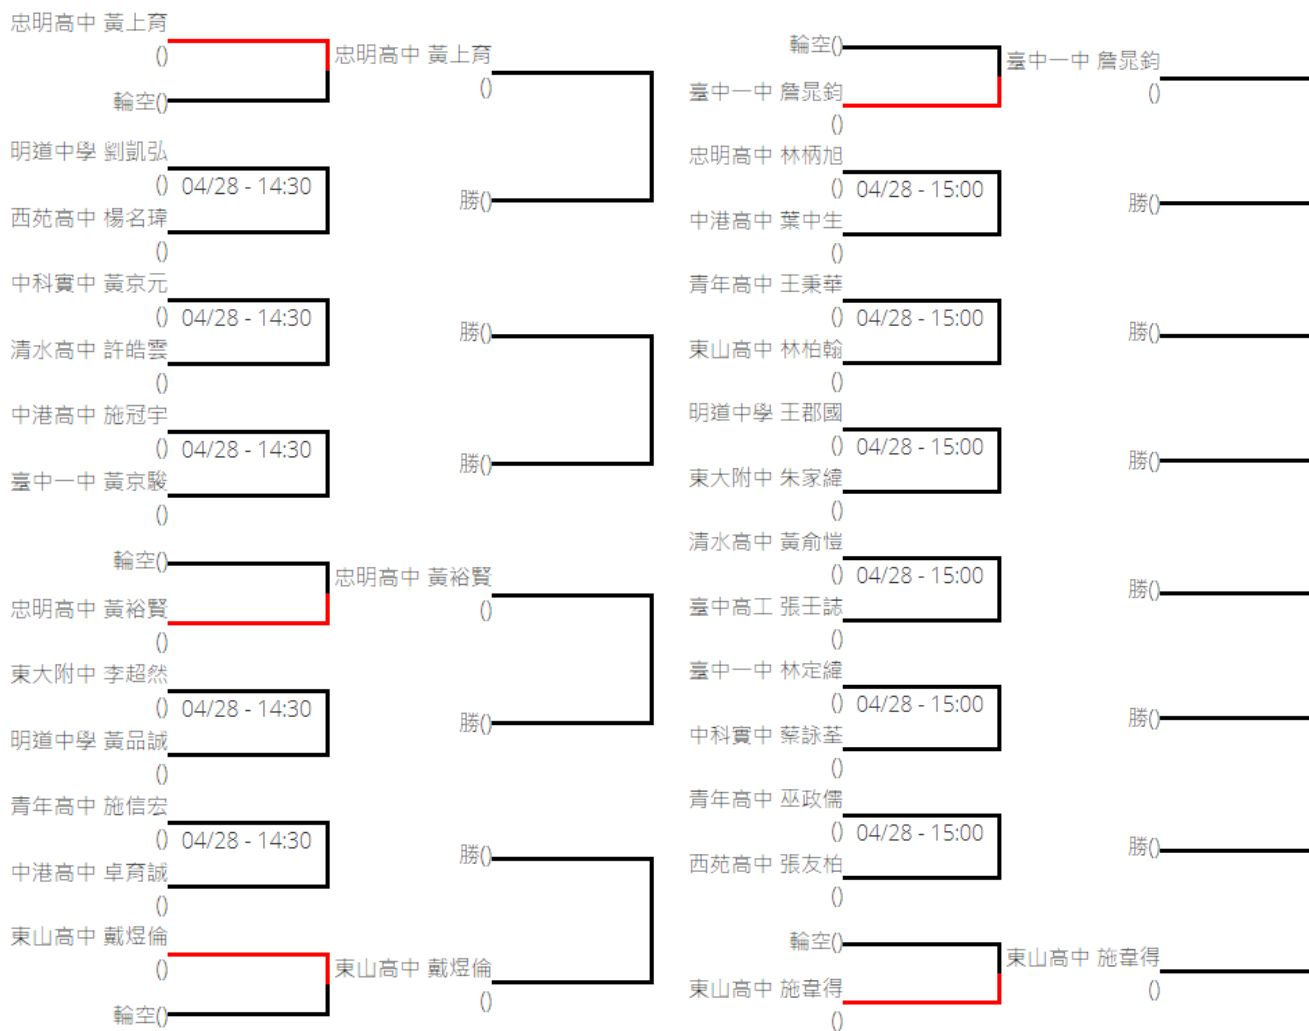 忠明高中 黃上育
()
輪空()
忠明高中 黃上育
()
明道中學 劉凱弘
() 04/28 - 14:30
西苑高中 楊名瑋
()
勝()
中科實中 黃京元
() 04/28 - 14:30
清水高中 許皓雲
()
勝()
中港高中 施冠宇
() 04/28 - 14:30
臺中一中 黃京駿
()
勝()
輪空()
忠明高中 黃裕賢
()
忠明高中 黃裕賢
()
東大附中 李超然
() 04/28 - 14:30
明道中學 黃品誠
()
勝()
青年高中 施信宏
() 04/28 - 14:30
中港高中 卓育誠
()
勝()
東山高中 戴煜倫
()
輪空()
東山高中 戴煜倫
()
輪空()
臺中一中 詹晁鈞
()
臺中一中 詹晁鈞
()
忠明高中 林柄旭
() 04/28 - 15:00
中港高中 葉中生
()
勝()
青年高中 王秉華
() 04/28 - 15:00
東山高中 林柏翰
()
勝()
明道中學 王郡國
() 04/28 - 15:00
東大附中 朱家緯
()
勝()
清水高中 黃俞愷
() 04/28 - 15:00
臺中高工 張王誌
()
勝()
臺中一中 林定緯
() 04/28 - 15:00
中科實中 蔡詠荃
()
勝()
青年高中 巫政儒
() 04/28 - 15:00
西苑高中 張友柏
()
勝()
輪空()
東山高中 施韋得
()
東山高中 施韋得
()